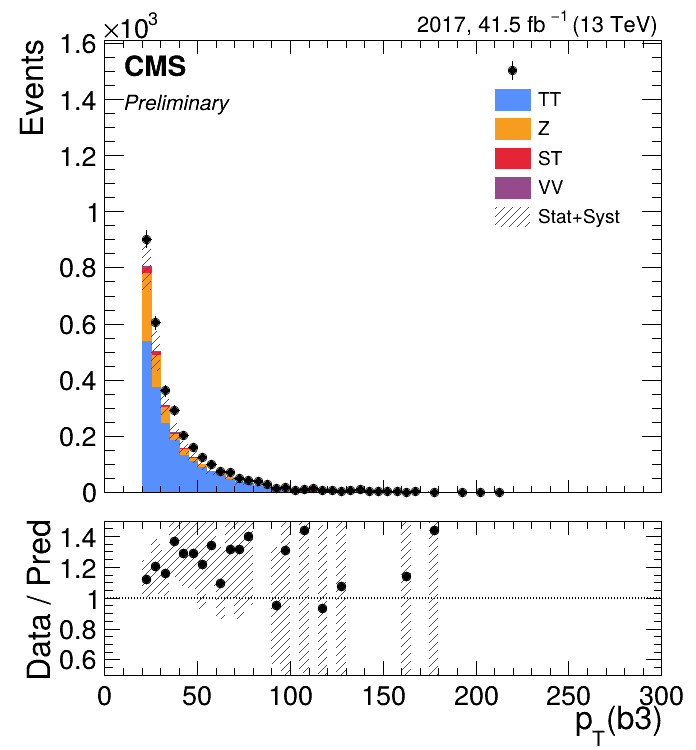 ×10³
2017, 41.5 fb⁻¹ (13 TeV)
CMS
Preliminary
Events
1.6
1.4
1.2
1
0.8
0.6
0.4
0.2
0
TT
Z
ST
VV
Stat+Syst
Data / Pred
1.4
1.2
1
0.8
0.6
0 50 100 150 200 250 300
p_T(b3)